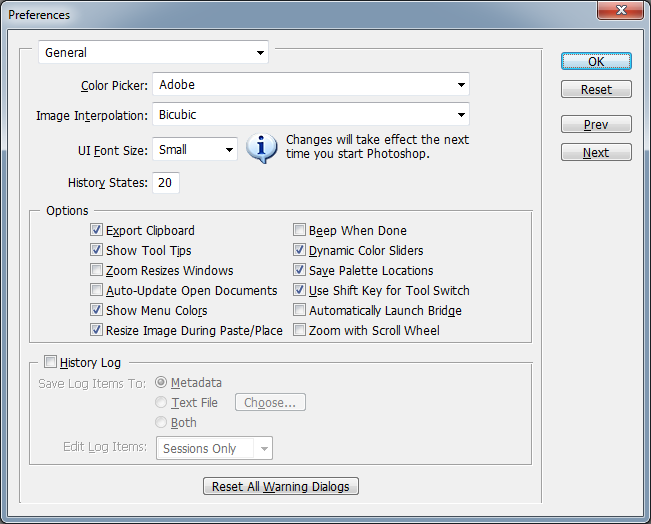 Preferences
General
OK
Color Picker: Adobe
Reset
Image Interpolation: Bicubic
Prev
UI Font Size: Small
Changes will take effect the next
time you start Photoshop.
Next
History States: 20
Options
Export Clipboard
Beep When Done
Show Tool Tips
Dynamic Color Sliders
Zoom Resizes Windows
Save Palette Locations
Auto-Update Open Documents
Use Shift Key for Tool Switch
Show Menu Colors
Automatically Launch Bridge
Resize Image During Paste/Place
Zoom with Scroll Wheel
History Log
Save Log Items To: Metadata
Text File
Choose...
Both
Edit Log Items: Sessions Only
Reset All Warning Dialogs